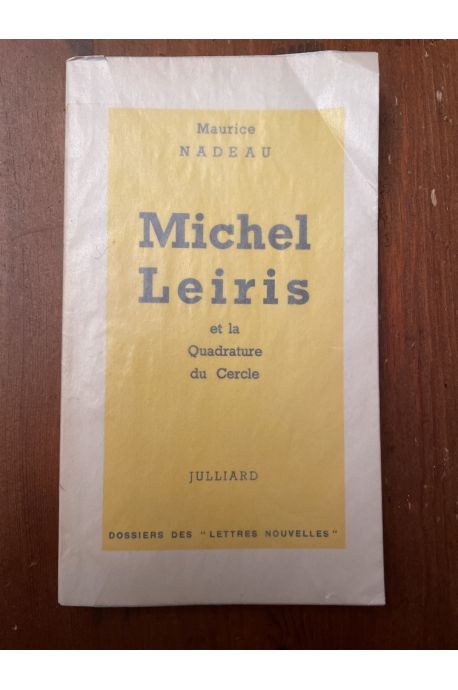 Maurice
NADEAU
Michel
Leiris
et la
Quadrature
du Cercle
JULLIARD
DOSSIERS DES "LETTRES NOUVELLES"